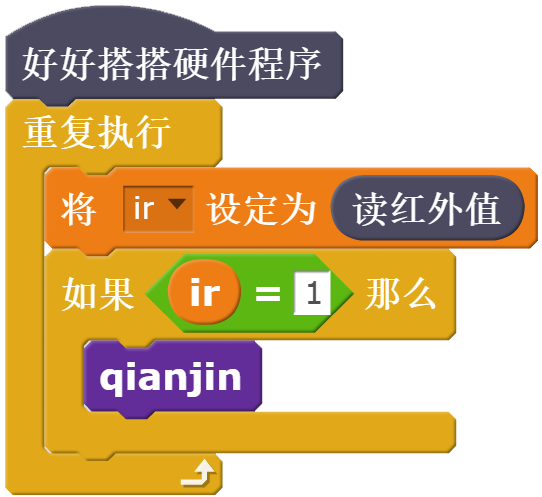 好好搭搭硬件程序
重复执行
将 ir 设定为 读红外值
如果 ir = 1 那么
qianjin